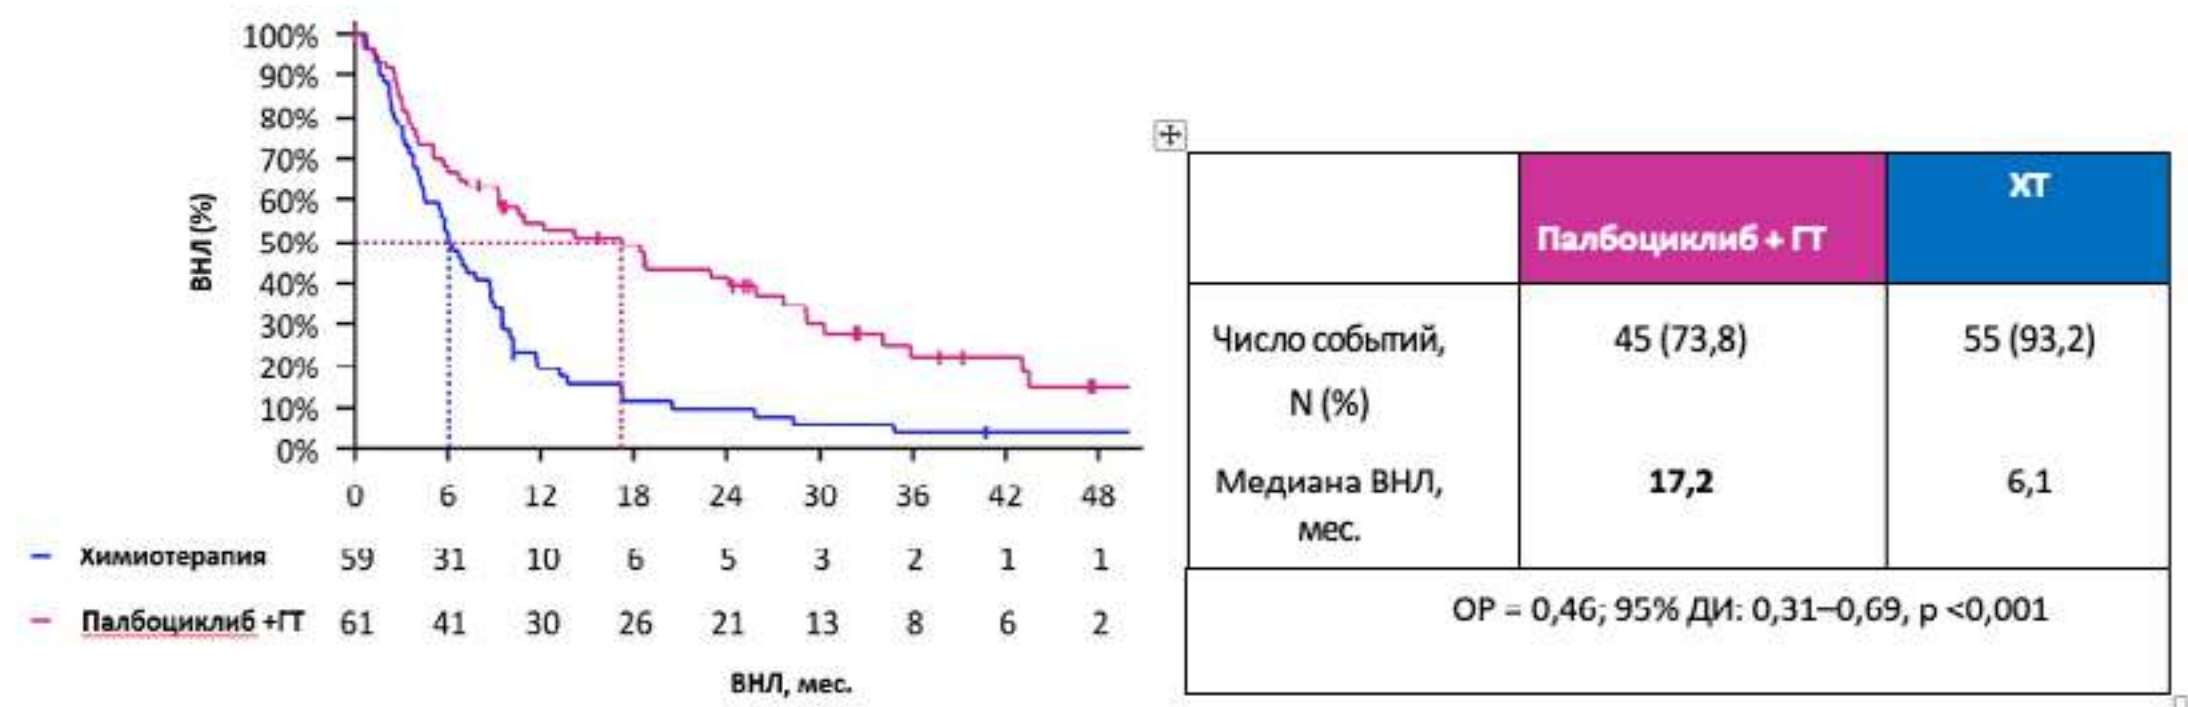 100%
90%
80%
70%
60%
50%
40%
30%
20%
10%
0%
ВНЛ (%)
0 6 12 18 24 30 36 42 48
Химиотерапия 59 31 10 6 5 3 2 1 1
Палбоциклиб +ГТ 61 41 30 26 21 13 8 6 2
ВНЛ, мес.
Палбоциклиб + ГТ ХТ
Число событий, 45 (73,8) 55 (93,2)
N (%)
Медиана ВНЛ, 17,2 6,1
мес.
ОР = 0,46; 95% ДИ: 0,31–0,69, p <0,001